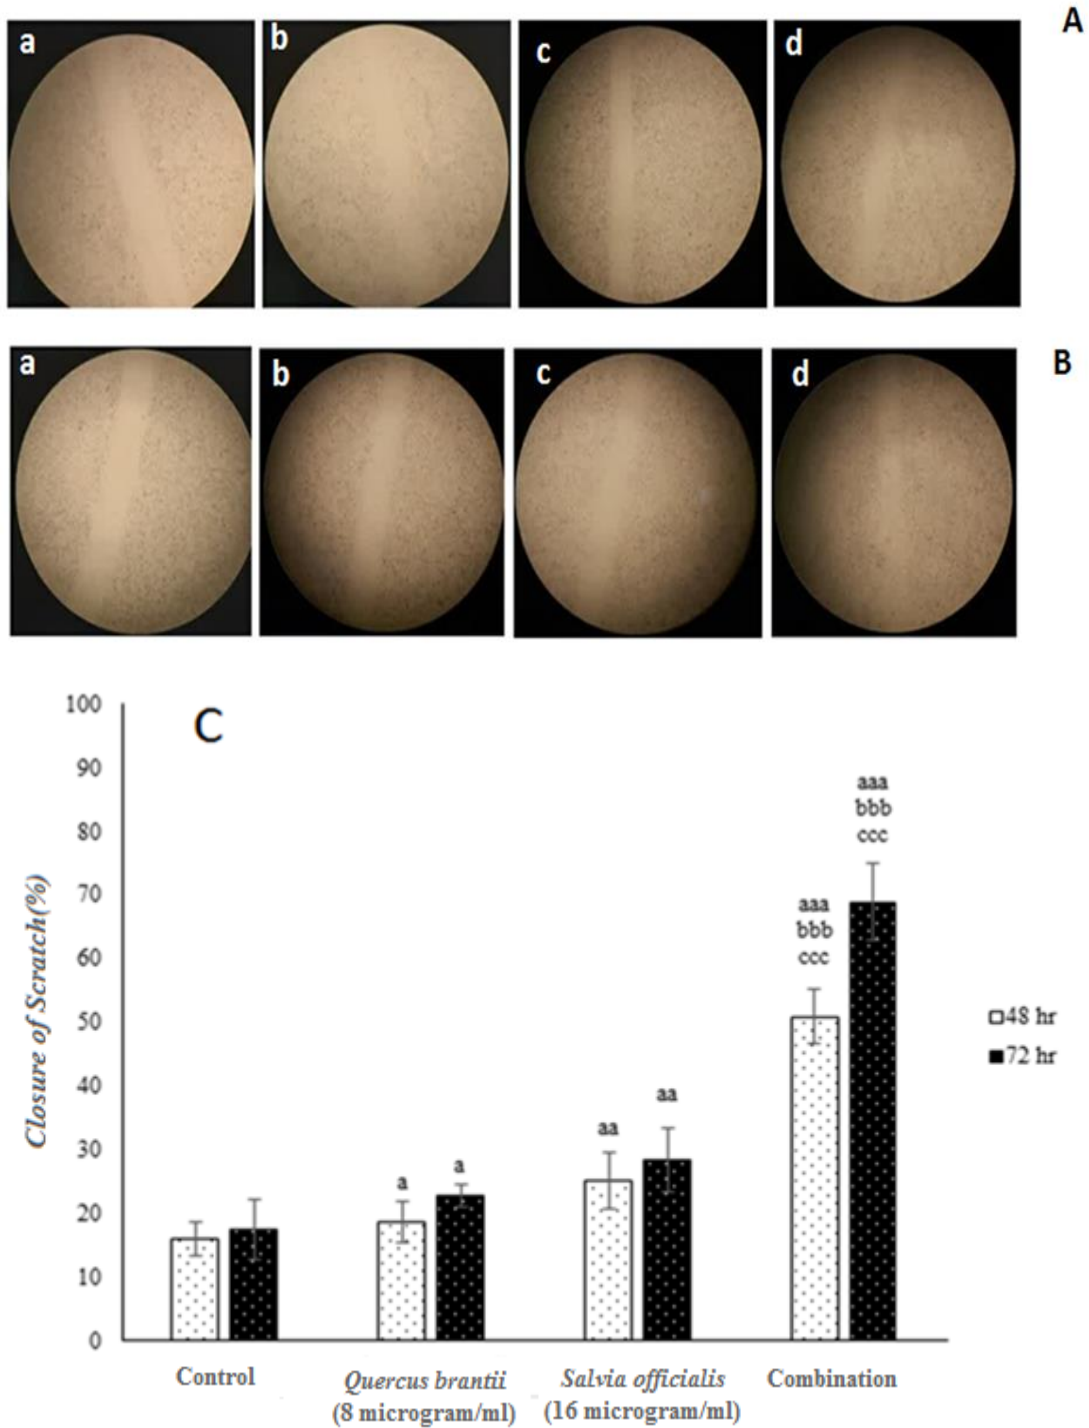 A
a b c d
B
a b c d
C
100
90
80
70
60
50
40
30
20
10
0
Closure of Scratch(%)
a
a
aa
aa
aaa
bbb
ccc
aaa
bbb
ccc
48 hr
72 hr
Control
Quercus brantii
(8 microgram/ml)
Salvia officialis
(16 microgram/ml)
Combination